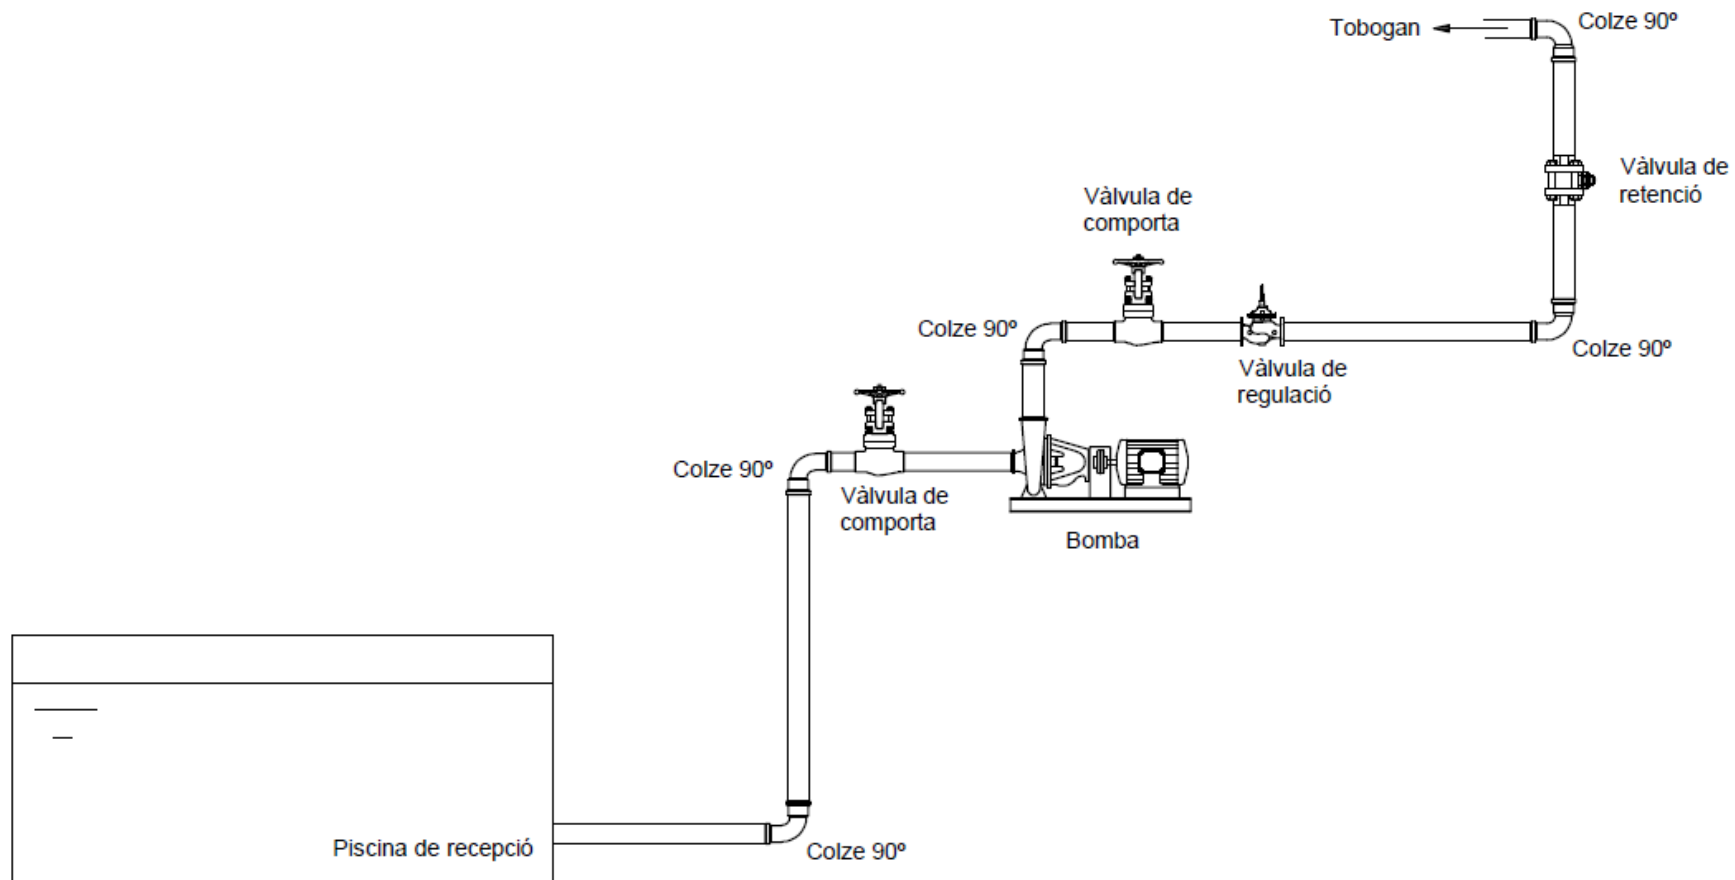 Tobogan
Colze 90º
Vàlvula de
retenció
Vàlvula de
comporta
Colze 90º
Colze 90º
Vàlvula de
regulació
Colze 90º
Vàlvula de
comporta
Bomba
Piscina de recepció
Colze 90º